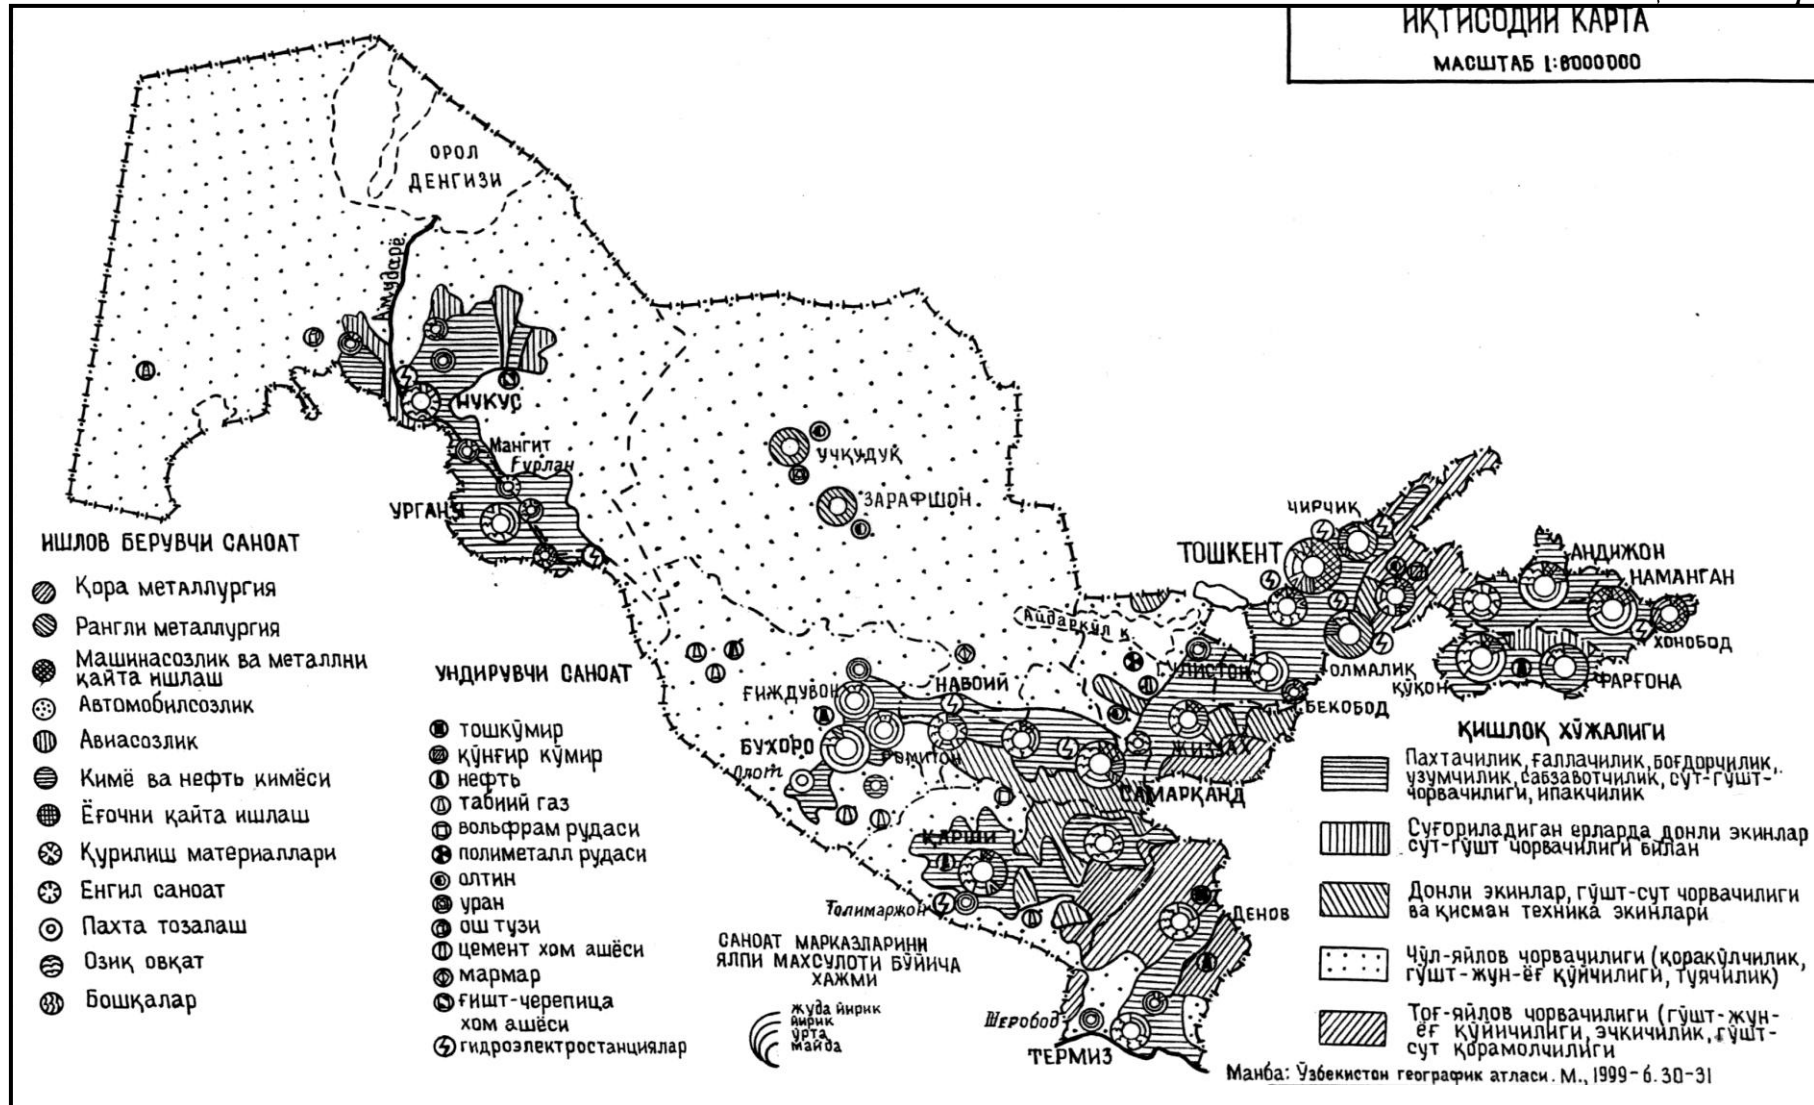 ИҚТИСОДИЙ КАРТА
МАСШТАБ 1:8000000
ОРОЛ
ДЕНГИЗИ
Амударё
НУКУС
Мангит
Ғурлан
УРГАНЧ
УЧҚУДУҚ
ЗАРАФШОН
Айдаркўл к
ЧИРЧИҚ
ТОШКЕНТ
АНДИЖОН
НАМАНГАН
ХОНОБОД
ФАРҒОНА
ҚЎҚОН
ОЛМАЛИҚ
БЕКОБОД
ГУЛИСТОН
ЖИЗЗАХ
НАВОИЙ
ҒИЖДУВОН
БУХОРО
РОМИТОН
Олот
САМАРҚАНД
ҚАРШИ
Толимаржон
ДЕНОВ
ШЕРОБОД
ТЕРМИЗ
ИШЛОВ БЕРУВЧИ САНОАТ
Қора металлургия
Рангли металлургия
Машинасозлик ва металлни
қайта ишлаш
Автомобилсозлик
Авиасозлик
Кимё ва нефть кимёси
Ёғочни қайта ишлаш
Қурилиш материаллари
Енгил саноат
Пахта тозалаш
Озиқ овқат
Бошқалар
УНДИРУВЧИ САНОАТ
тошкўмир
қўнғир кўмир
нефть
табиий газ
вольфрам рудаси
полиметалл рудаси
олтин
уран
ош тузи
цемент хом ашёси
мармар
ғишт-черепица
хом ашёси
гидроэлектростанциялар
САНОАТ МАРКАЗЛАРИНИ
ЯЛПИ МАХСУЛОТИ БЎЙИЧА
ХАЖМИ
жуда йирик
йирик
ўрта
майда
ҚИШЛОҚ ХЎЖАЛИГИ
Пахтачилик, ғаллачилик, боғдорчилик,
узумчилик, сабзавотчилик, сут-гўшт-
чорвачилиги, ипакчилик
Суғориладиган ерларда донли экинлар
сут-гўшт чорвачилиги билан
Донли экинлар, гўшт-сут чорвачилиги
ва қисман техника экинлари
Чўл-яйлов чорвачилиги (қоракўлчилик,
гўшт-жун-ёғ қўйчилиги, туячилик)
Тоғ-яйлов чорвачилиги (гўшт-жун-
ёғ қўйичилиги, эчкичилик, гўшт-
сут қорамолчилиги
Манба: Ўзбекистон географик атласи. М., 1999-б. 30-31